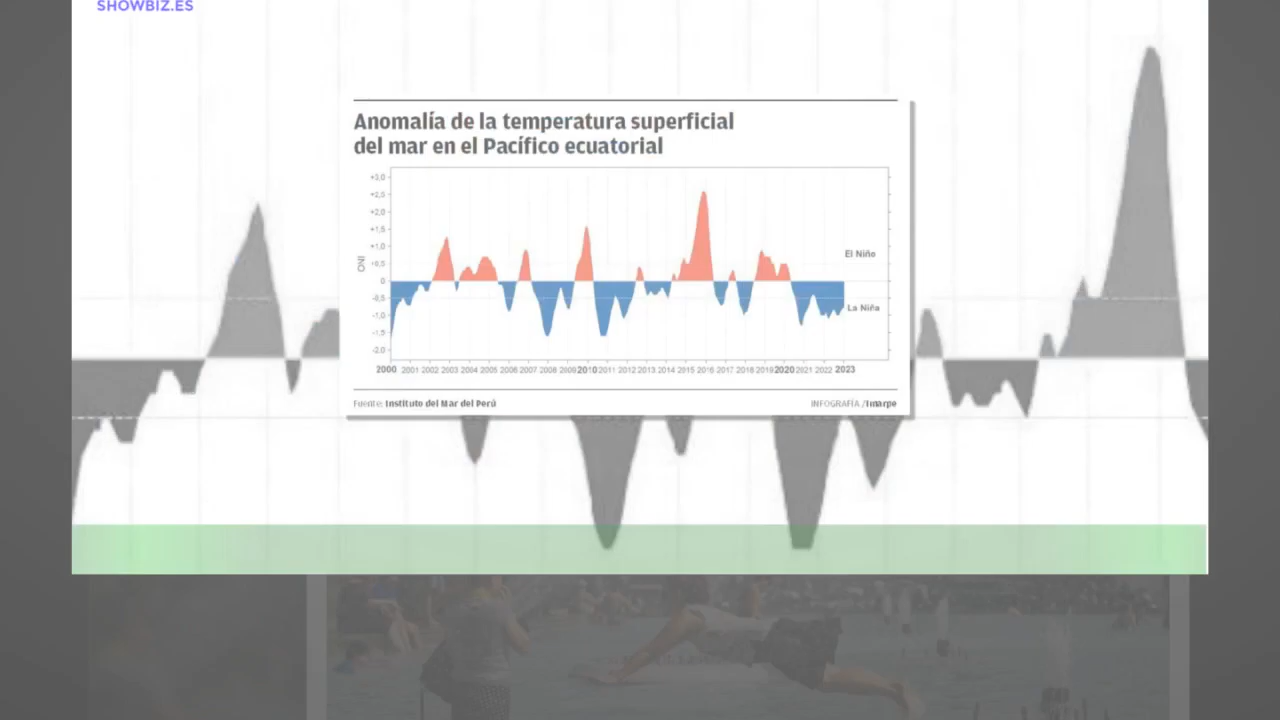 SHOWBIZ.ES
Anomalía de la temperatura superficial
del mar en el Pacífico ecuatorial
+3,0
+2,5
+2,0
+1,5
+1,0
+0,5
0
-0,5
-1,0
-1,5
-2,0
ONI
El Niño
La Niña
2000 2001 2002 2003 2004 2005 2006 2007 2008 2009 2010 2011 2012 2013 2014 2015 2016 2017 2018 2019 2020 2021 2022 2023
Fuente: Instituto del Mar del Perú
INFOGRAFÍA / Imarpe